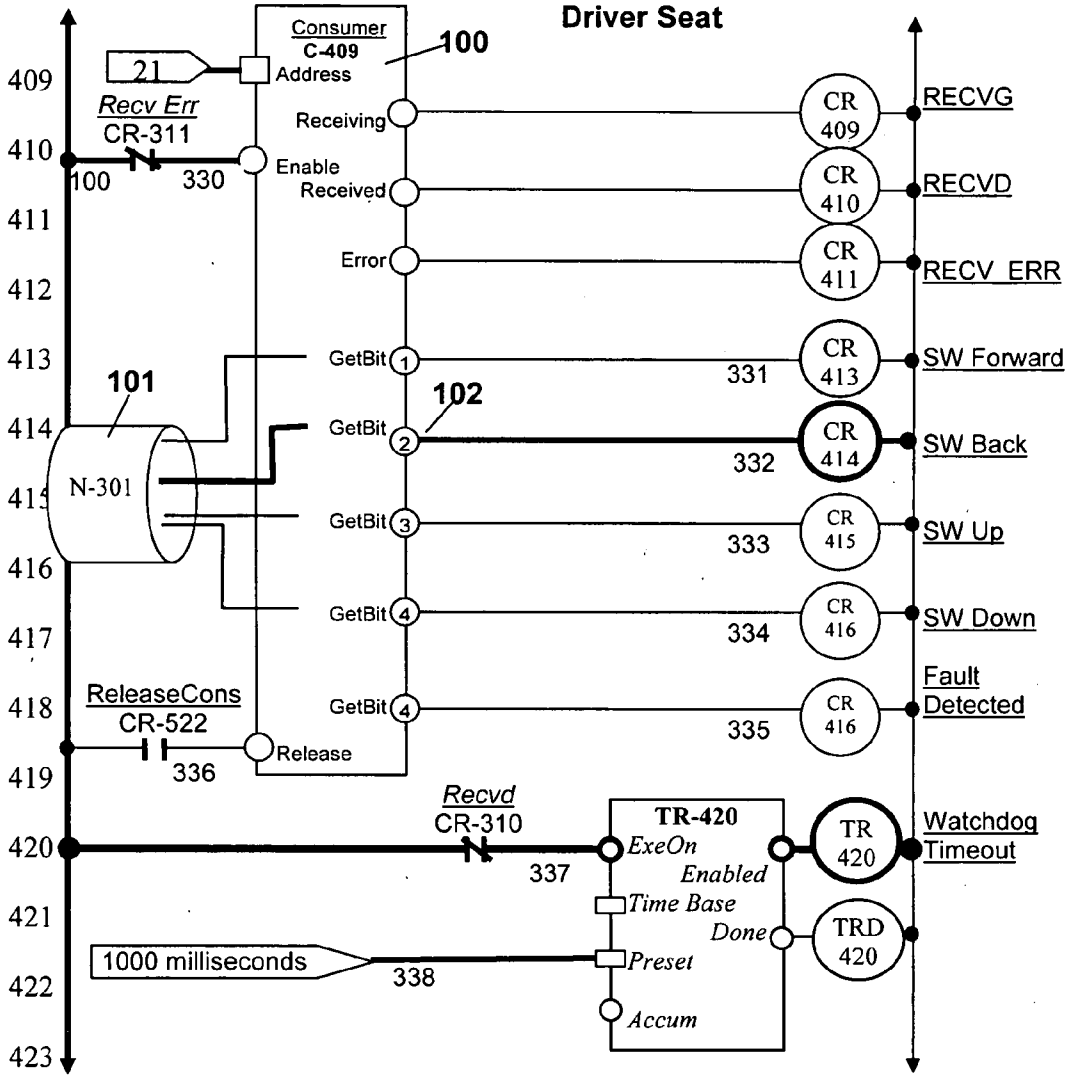 Driver Seat
Consumer
C-409
100
409
21
Address
Recv Err
CR-311
Receiving
CR
409
RECVG
410
100
330
Enable
Received
CR
410
RECVD
411
Error
CR
411
RECV_ERR
412
413
GetBit
1
331
CR
413
SW Forward
101
102
414
GetBit
2
332
CR
414
SW Back
N-301
415
GetBit
3
333
CR
415
SW Up
416
GetBit
4
334
CR
416
SW Down
417
ReleaseCons
CR-522
418
GetBit
4
335
CR
416
Fault
Detected
336
Release
419
Recvd
CR-310
420
337
TR-420
ExeOn
Enabled
TR
420
Watchdog
Timeout
421
Time Base
Done
TRD
420
1000 milliseconds
338
Preset
422
Accum
423